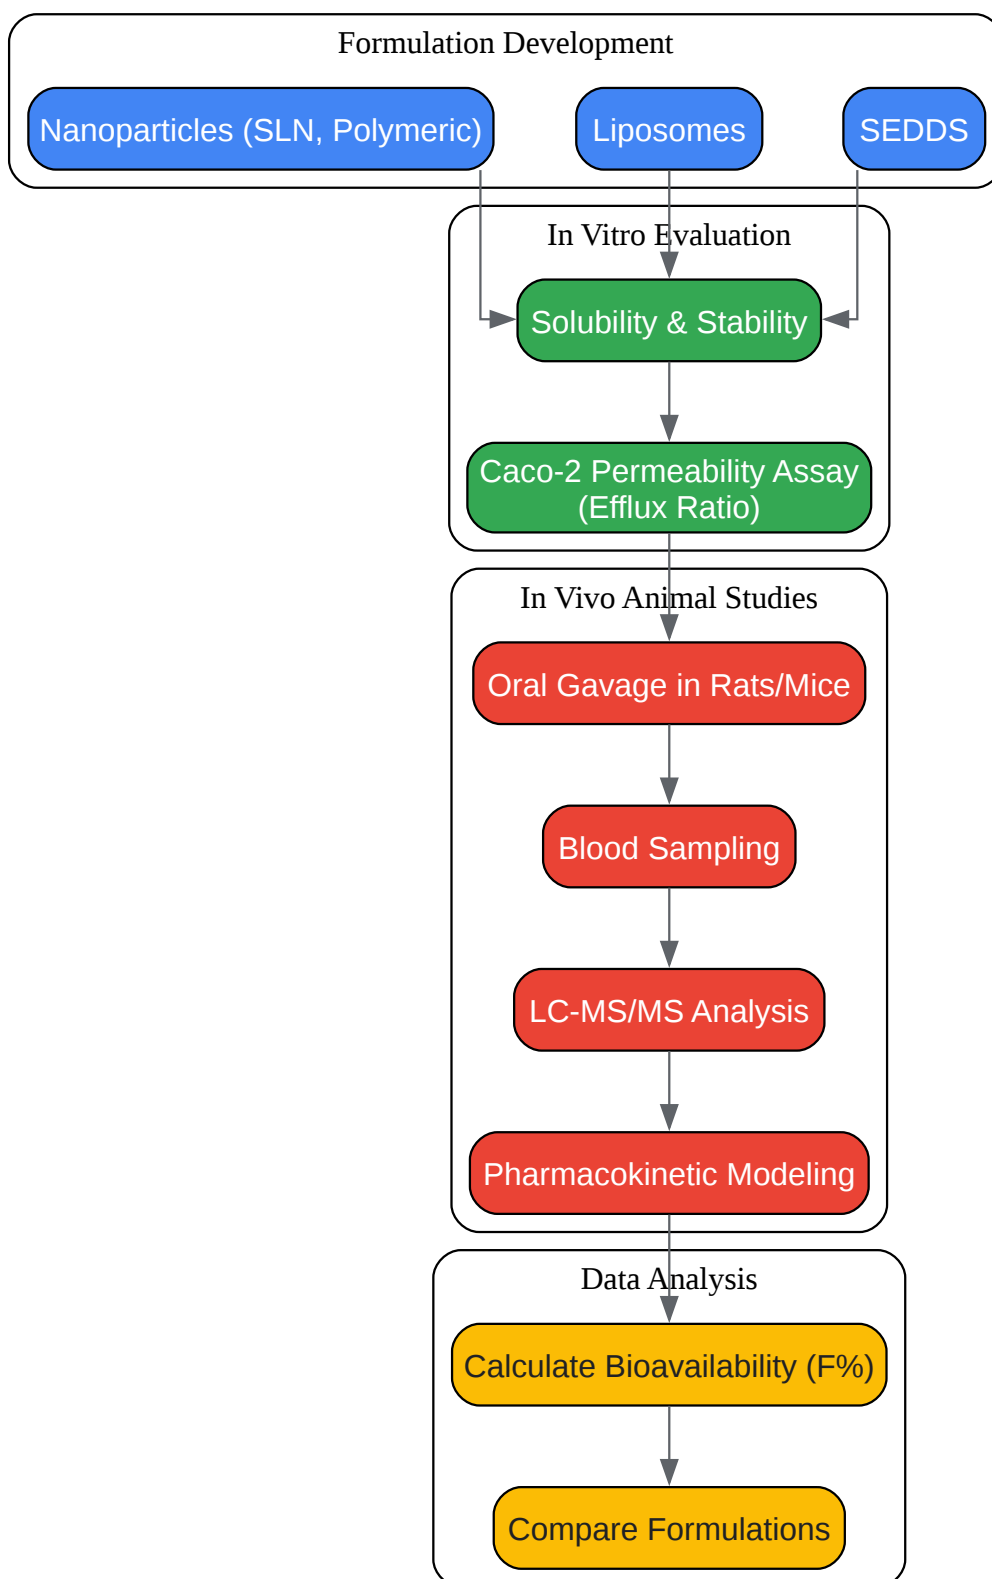 Formulation Development
Nanoparticles (SLN, Polymeric)
Liposomes
SEDDS
In Vitro Evaluation
Solubility & Stability
Caco-2 Permeability Assay
(Efflux Ratio)
In Vivo Animal Studies
Oral Gavage in Rats/Mice
Blood Sampling
LC-MS/MS Analysis
Pharmacokinetic Modeling
Data Analysis
Calculate Bioavailability (F%)
Compare Formulations